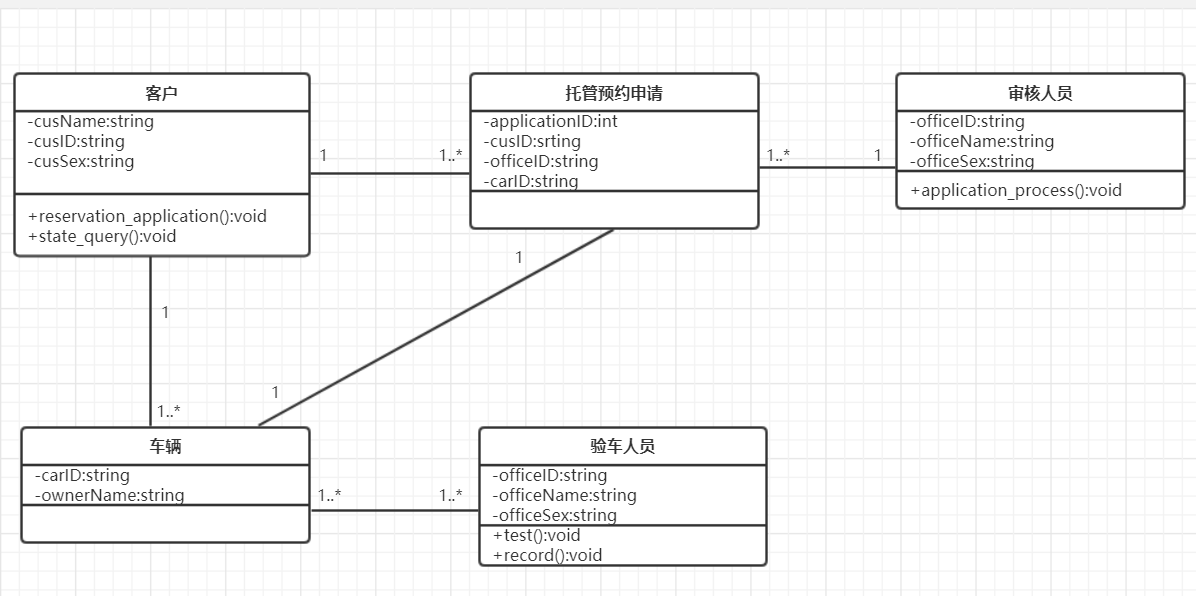 客户
-cusName:string
-cusID:string
-cusSex:string
+reservation_application():void
+state_query():void
1
1..*
托管预约申请
-applicationID:int
-cusID:srting
-officeID:string
-carID:string
1..*
1
审核人员
-officeID:string
-officeName:string
-officeSex:string
+application_process():void
1
1..*
1
1
车辆
-carID:string
-ownerName:string
1..*
1..*
验车人员
-officeID:string
-officeName:string
-officeSex:string
+test():void
+record():void